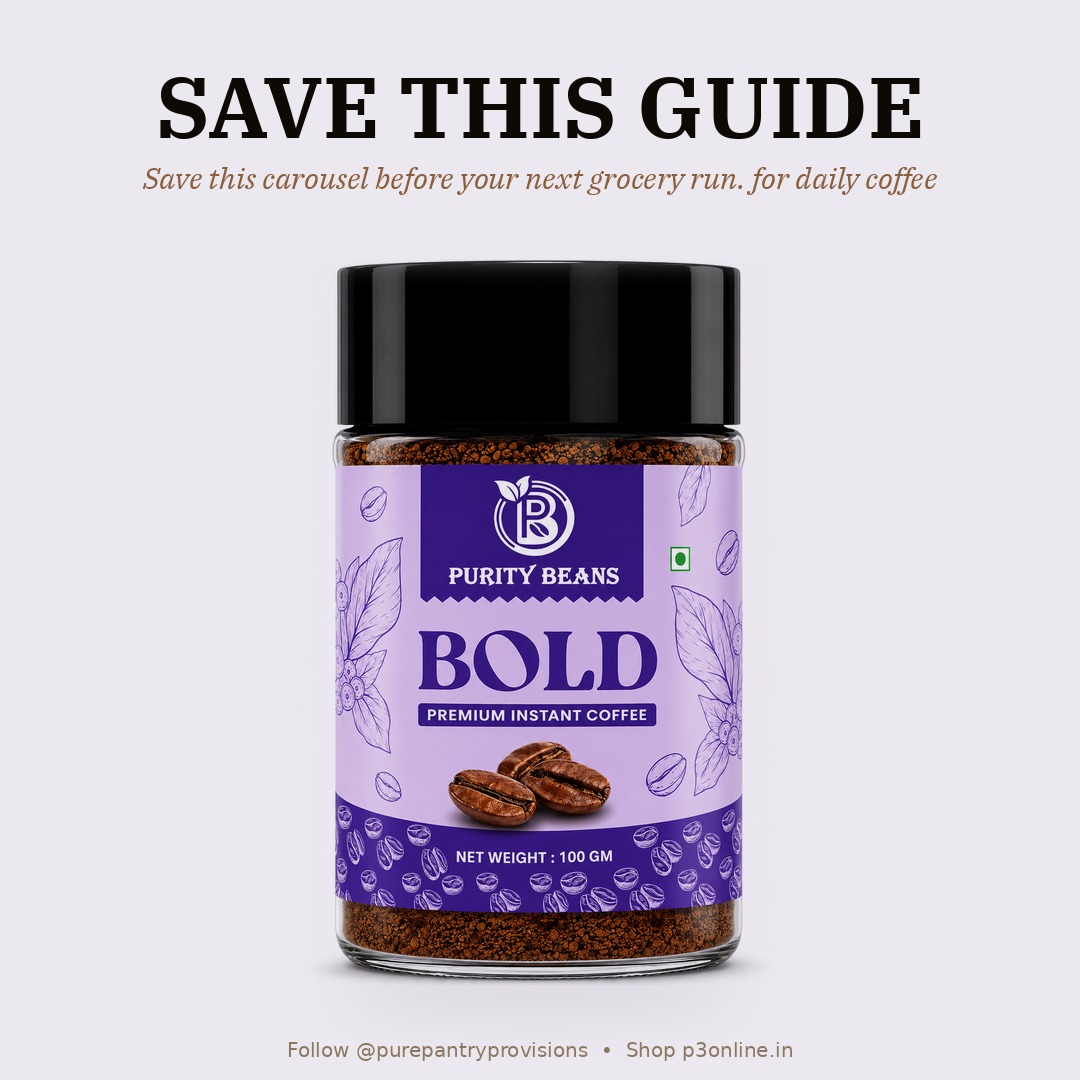 SAVE THIS GUIDE
Save this carousel before your next grocery run. for daily coffee
PURITY BEANS
BOLD
PREMIUM INSTANT COFFEE
NET WEIGHT : 100 GM
Follow @purepantryprovisions • Shop p3online.in